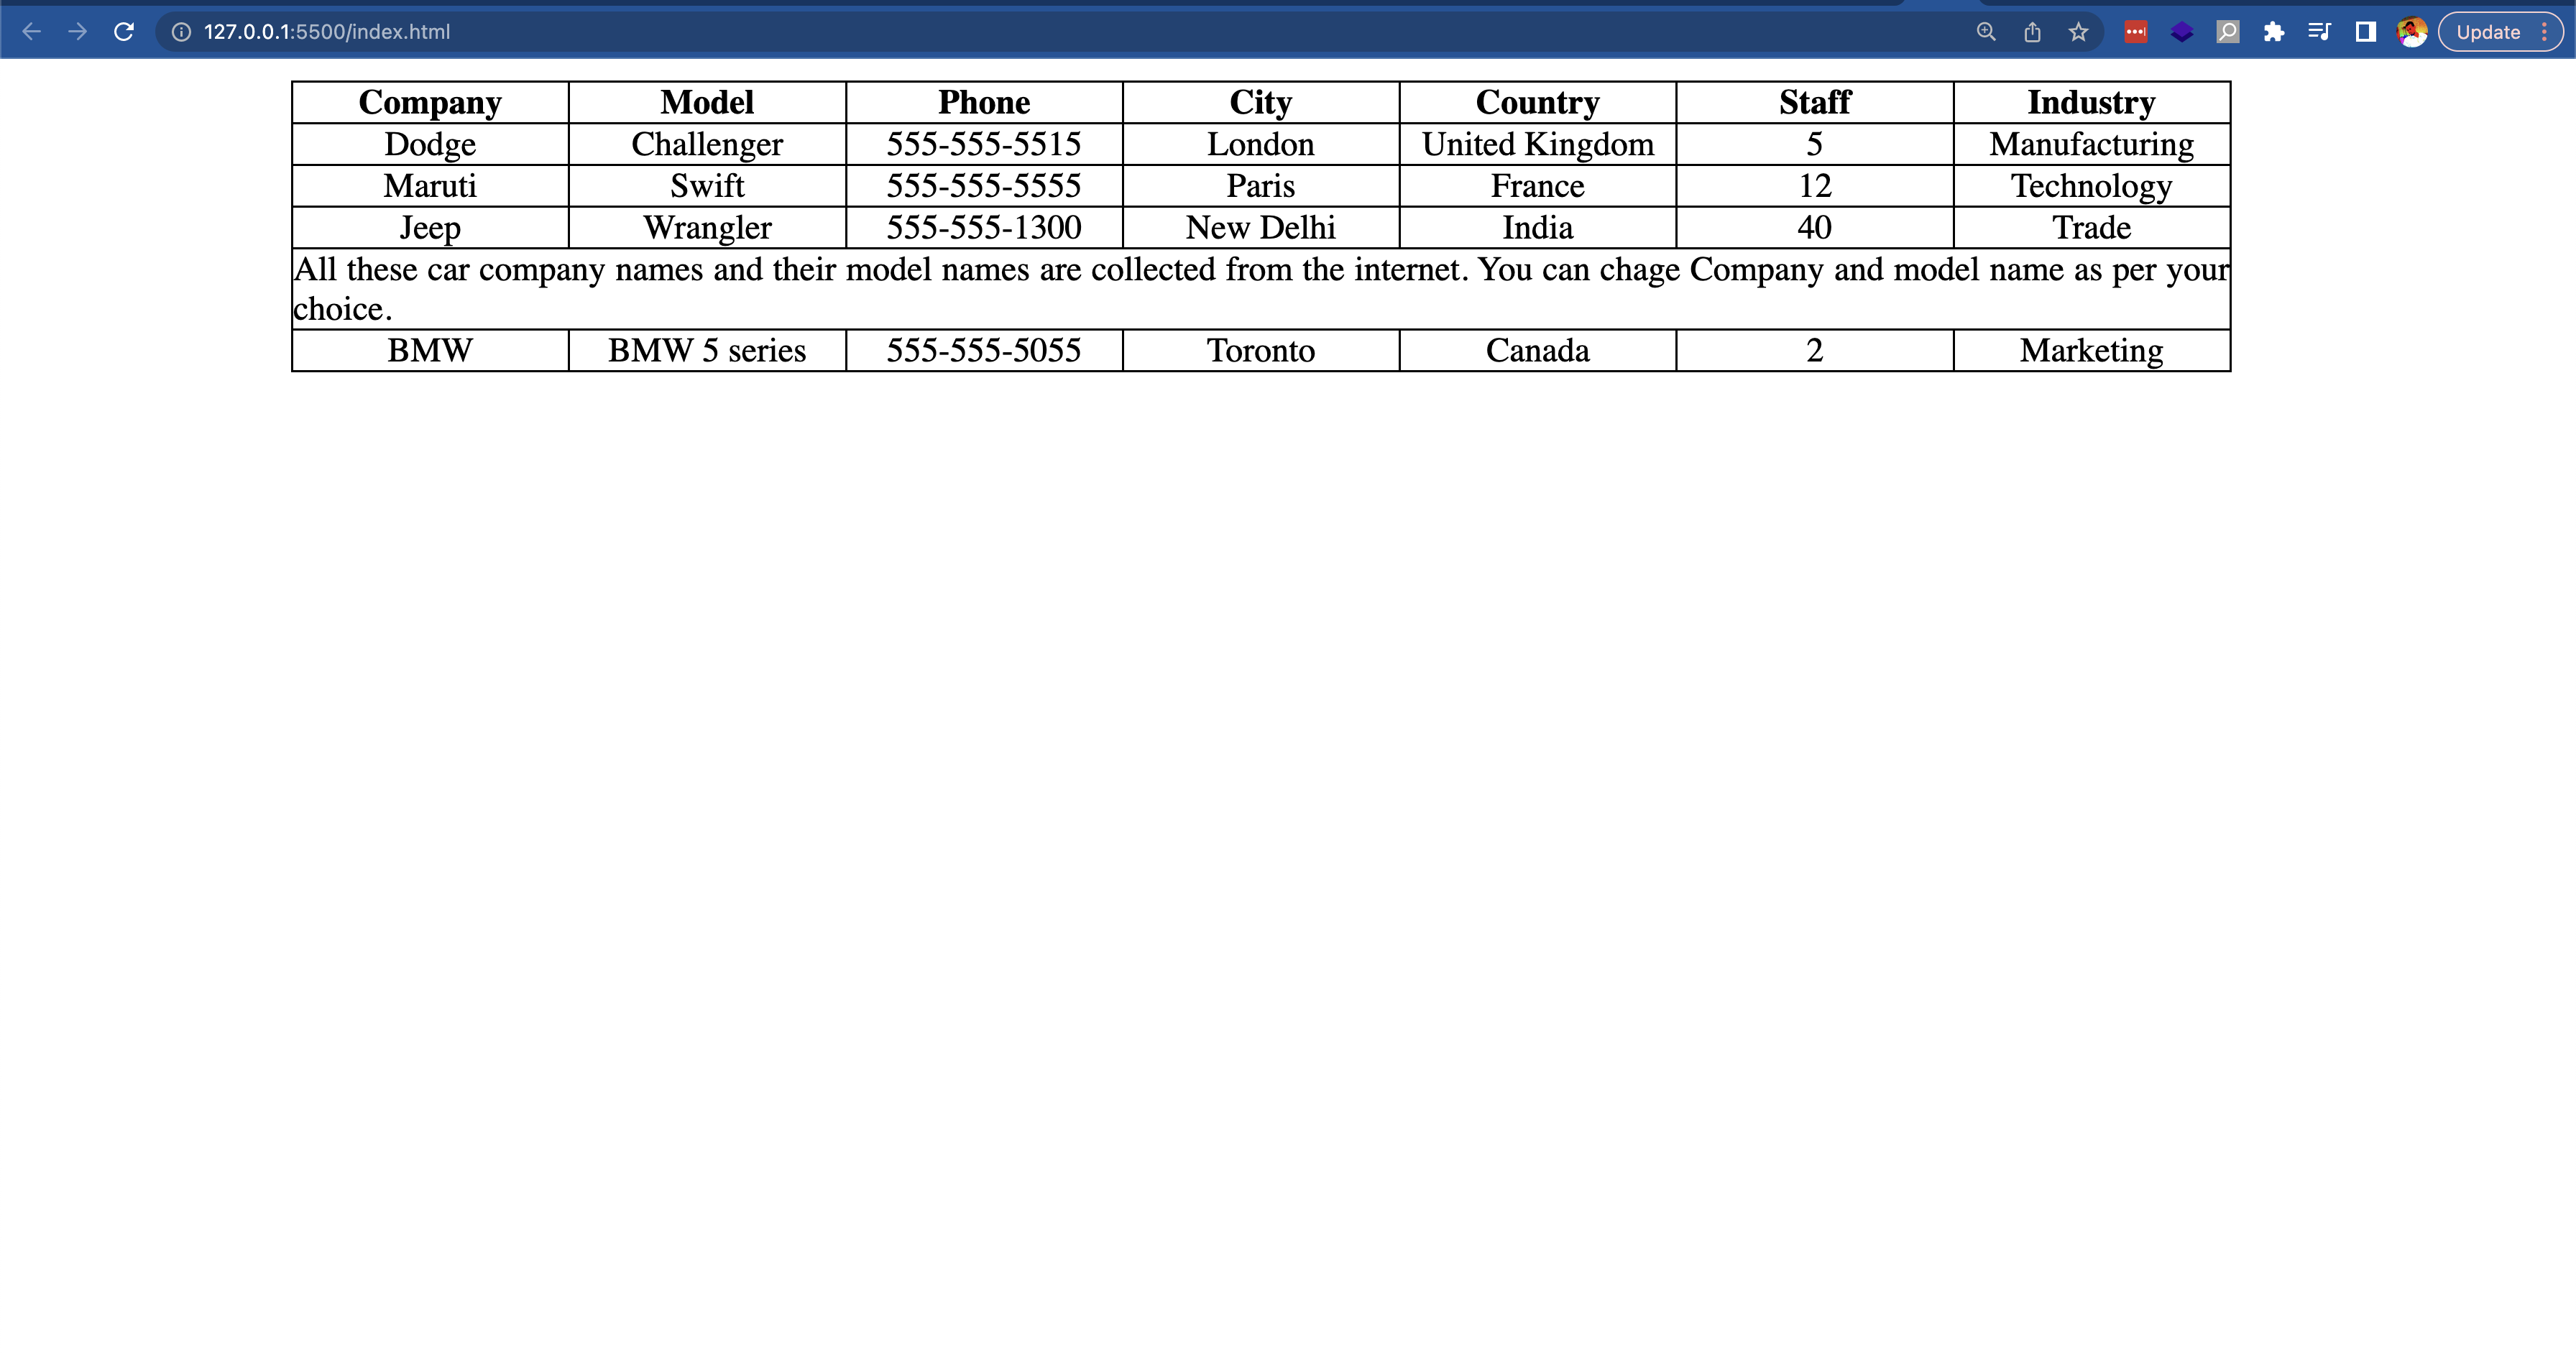 127.0.0.1:5500/index.html
Update
Company Model Phone City Country Staff Industry
Dodge Challenger 555-555-5515 London United Kingdom 5 Manufacturing
Maruti Swift 555-555-5555 Paris France 12 Technology
Jeep Wrangler 555-555-1300 New Delhi India 40 Trade
All these car company names and their model names are collected from the internet. You can chage Company and model name as per your
choice.
BMW BMW 5 series 555-555-5055 Toronto Canada 2 Marketing